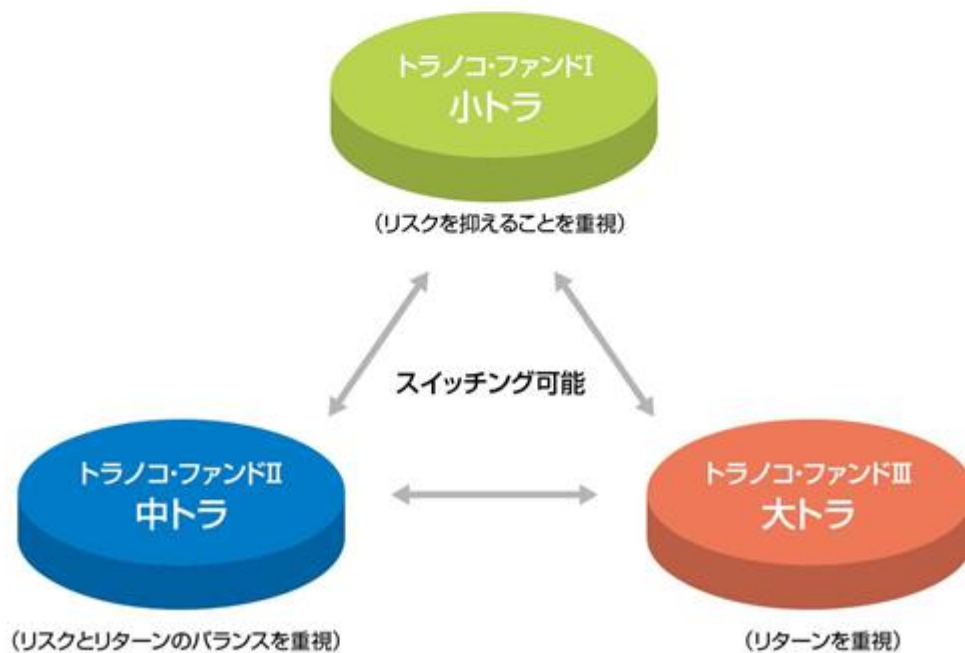 トラノコ・ファンドⅠ
小トラ
(リスクを抑えることを重視)
スイッチング可能
トラノコ・ファンドⅡ
中トラ
(リスクとリターンのバランスを重視)
トラノコ・ファンドⅢ
大トラ
(リターンを重視)